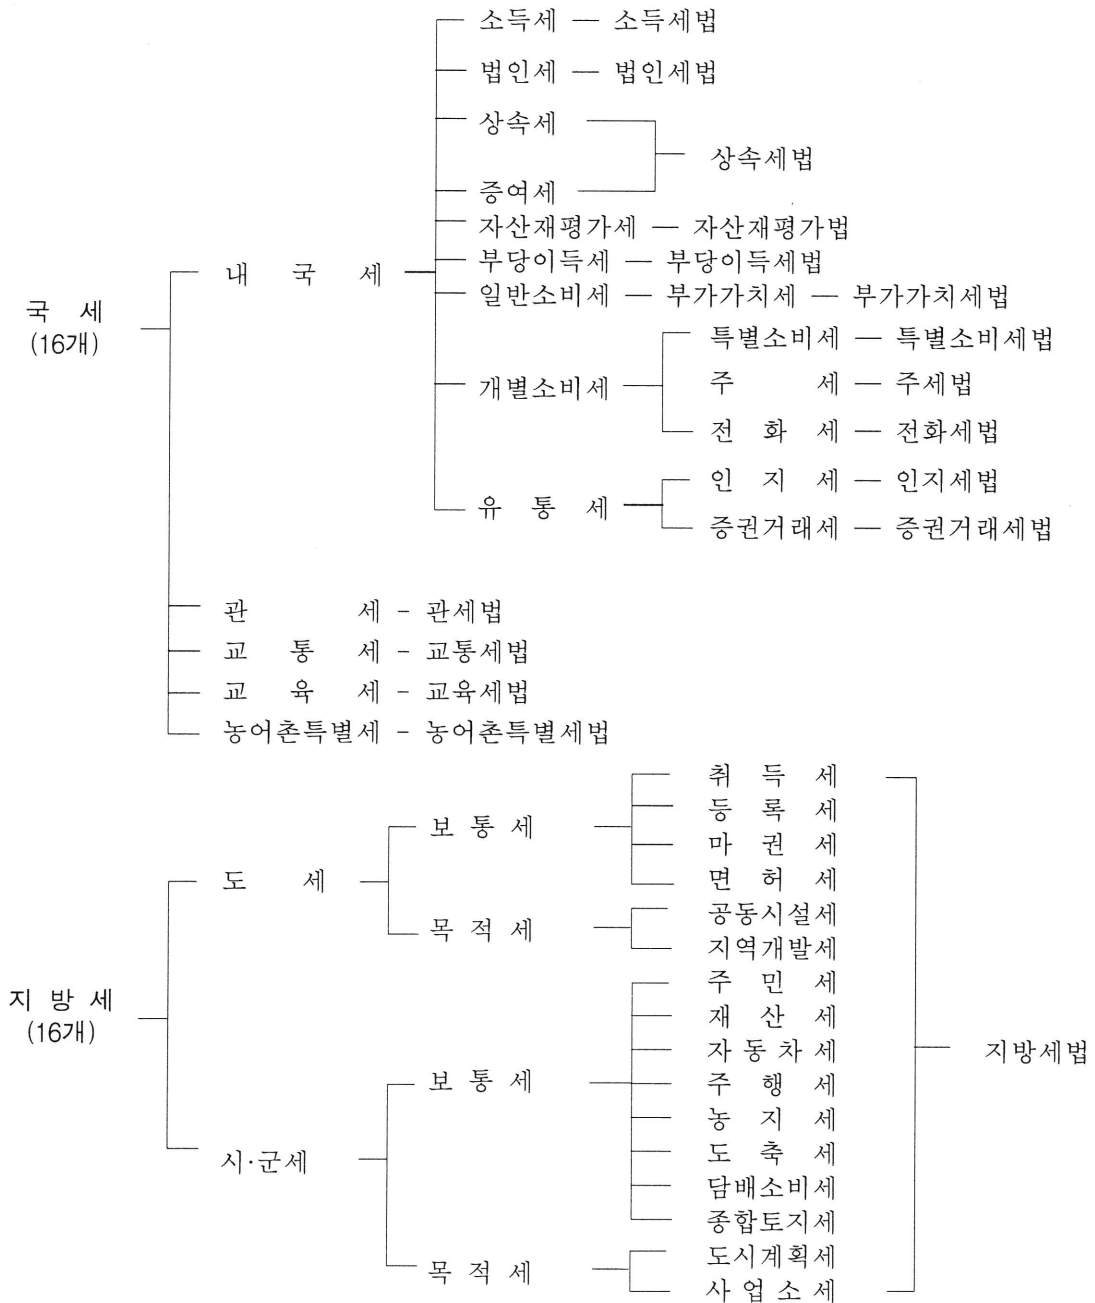 소득세 — 소득세법
법인세 — 법인세법
상속세
상속세법
증여세
자산재평가세 — 자산재평가법
내 국 세
부당이득세 — 부당이득세법
일반소비세 — 부가가치세 — 부가가치세법
국 세
(16개)
특별소비세 — 특별소비세법
개별소비세
주 세 — 주세법
전 화 세 — 전화세법
인 지 세 — 인지세법
유 통 세
증권거래세 — 증권거래세법
관 세 - 관세법
교 통 세 - 교통세법
교 육 세 - 교육세법
농어촌특별세 - 농어촌특별세법
취 득 세
보 통 세
등 록 세
마 권 세
도 세
면 허 세
공동시설세
목 적 세
지역개발세
지 방 세
(16개)
주 민 세
재 산 세
자 동 차 세
지방세법
보 통 세
주 행 세
농 지 세
시·군세
도 축 세
담배소비세
종합토지세
도시계획세
목 적 세
사 업 소 세